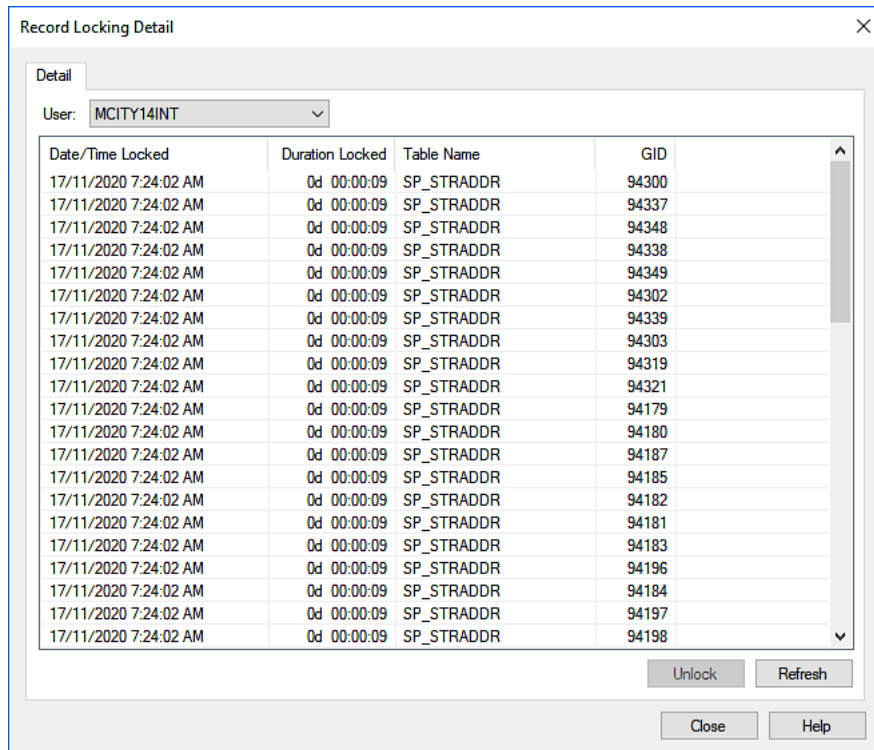 Record Locking Detail
Detail
User: MCITY14INT
Date/Time Locked Duration Locked Table Name GID
17/11/2020 7:24:02 AM 0d 00:00:09 SP_STRADDR 94300
17/11/2020 7:24:02 AM 0d 00:00:09 SP_STRADDR 94337
17/11/2020 7:24:02 AM 0d 00:00:09 SP_STRADDR 94348
17/11/2020 7:24:02 AM 0d 00:00:09 SP_STRADDR 94338
17/11/2020 7:24:02 AM 0d 00:00:09 SP_STRADDR 94349
17/11/2020 7:24:02 AM 0d 00:00:09 SP_STRADDR 94302
17/11/2020 7:24:02 AM 0d 00:00:09 SP_STRADDR 94339
17/11/2020 7:24:02 AM 0d 00:00:09 SP_STRADDR 94303
17/11/2020 7:24:02 AM 0d 00:00:09 SP_STRADDR 94319
17/11/2020 7:24:02 AM 0d 00:00:09 SP_STRADDR 94321
17/11/2020 7:24:02 AM 0d 00:00:09 SP_STRADDR 94179
17/11/2020 7:24:02 AM 0d 00:00:09 SP_STRADDR 94180
17/11/2020 7:24:02 AM 0d 00:00:09 SP_STRADDR 94187
17/11/2020 7:24:02 AM 0d 00:00:09 SP_STRADDR 94185
17/11/2020 7:24:02 AM 0d 00:00:09 SP_STRADDR 94182
17/11/2020 7:24:02 AM 0d 00:00:09 SP_STRADDR 94181
17/11/2020 7:24:02 AM 0d 00:00:09 SP_STRADDR 94183
17/11/2020 7:24:02 AM 0d 00:00:09 SP_STRADDR 94196
17/11/2020 7:24:02 AM 0d 00:00:09 SP_STRADDR 94184
17/11/2020 7:24:02 AM 0d 00:00:09 SP_STRADDR 94197
17/11/2020 7:24:02 AM 0d 00:00:09 SP_STRADDR 94198
Unlock Refresh
Close Help